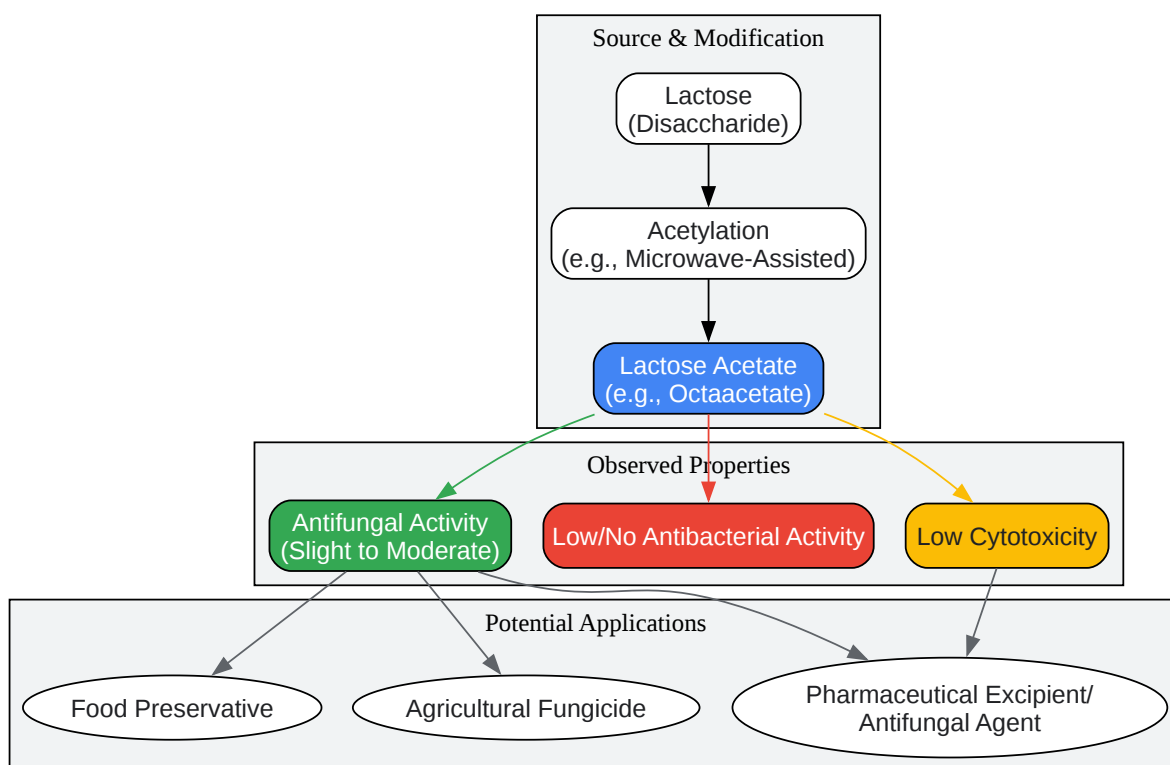 Source & Modification
Lactose
(Disaccharide)
Acetylation
(e.g., Microwave-Assisted)
Lactose Acetate
(e.g., Octaacetate)
Observed Properties
Antifungal Activity
(Slight to Moderate)
Low/No Antibacterial Activity
Low Cytotoxicity
Potential Applications
Food Preservative
Agricultural Fungicide
Pharmaceutical Excipient/
Antifungal Agent